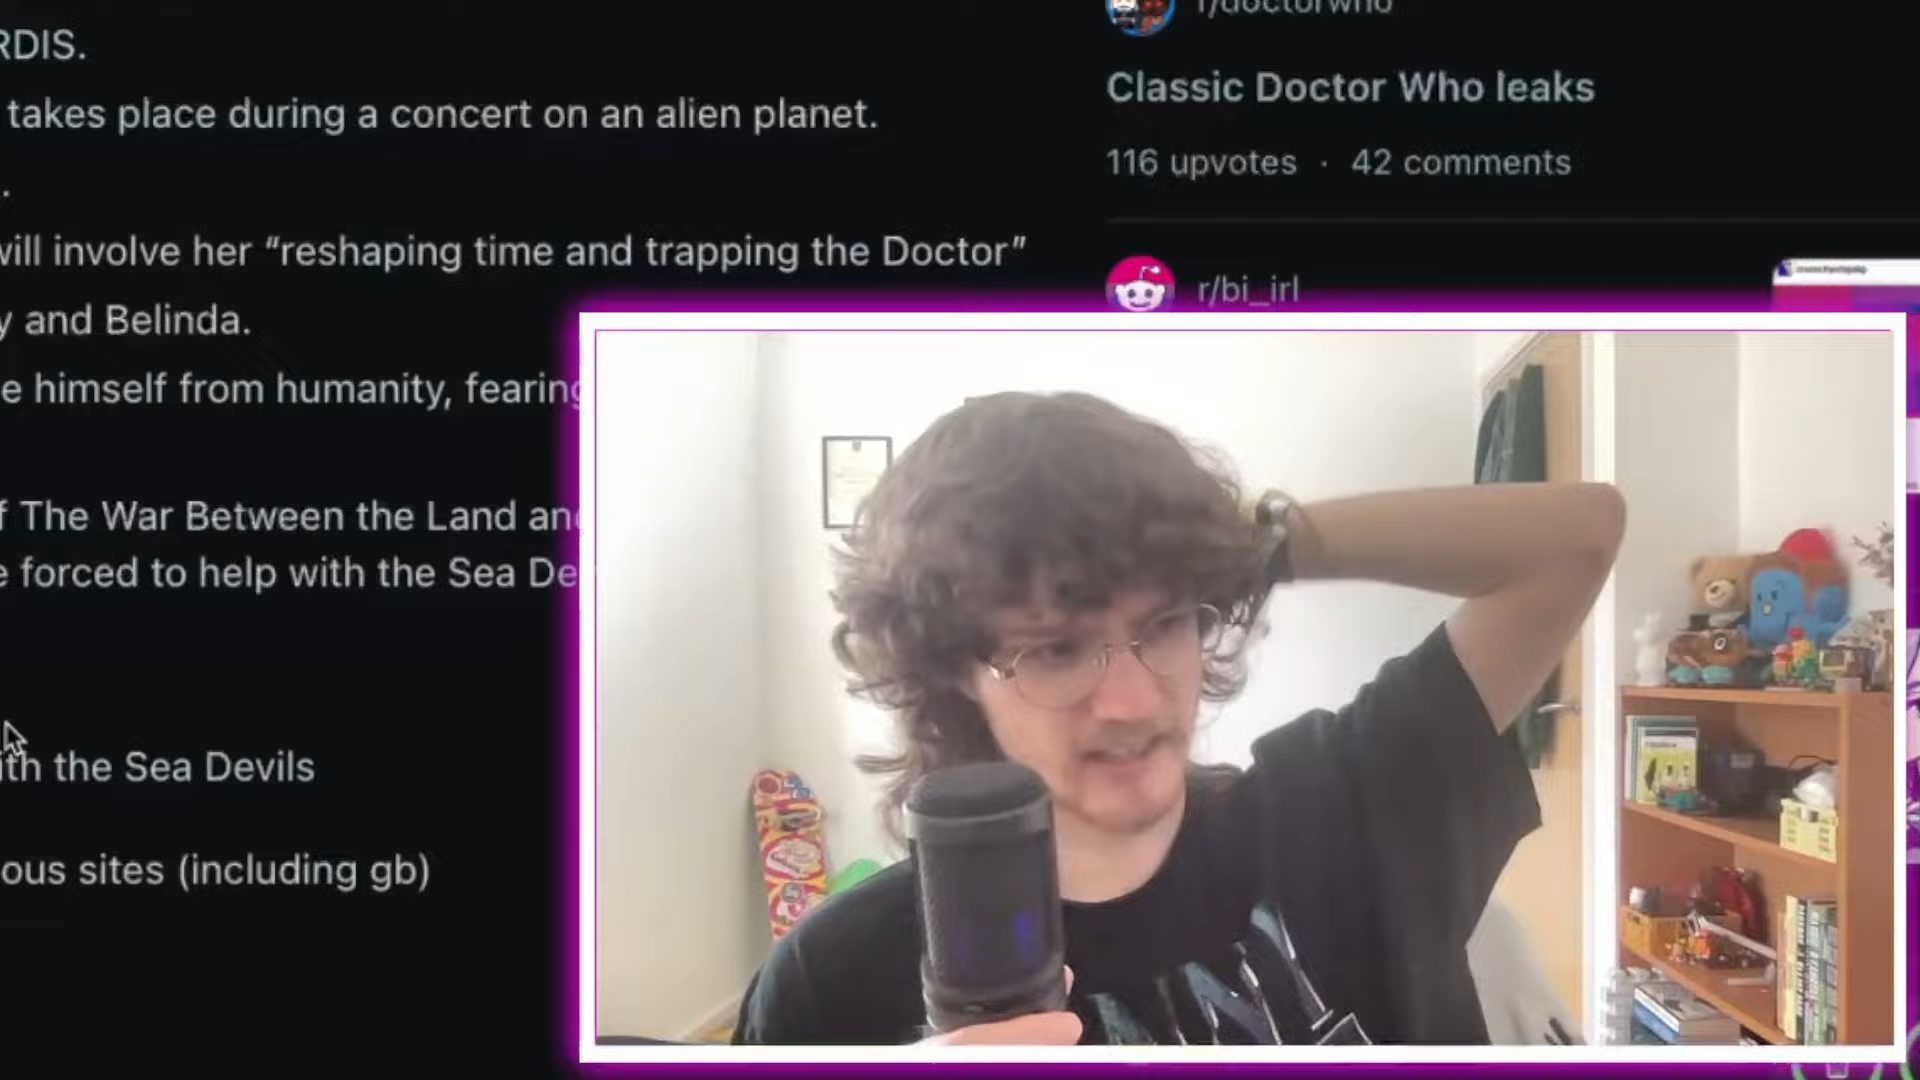 RDIS.
takes place during a concert on an alien planet.
.
will involve her “reshaping time and trapping the Doctor”
y and Belinda.
e himself from humanity, fearing
f The War Between the Land and
e forced to help with the Sea De
ith the Sea Devils
ous sites (including gb)
r/doctorwho
Classic Doctor Who leaks
116 upvotes · 42 comments
r/bi_irl